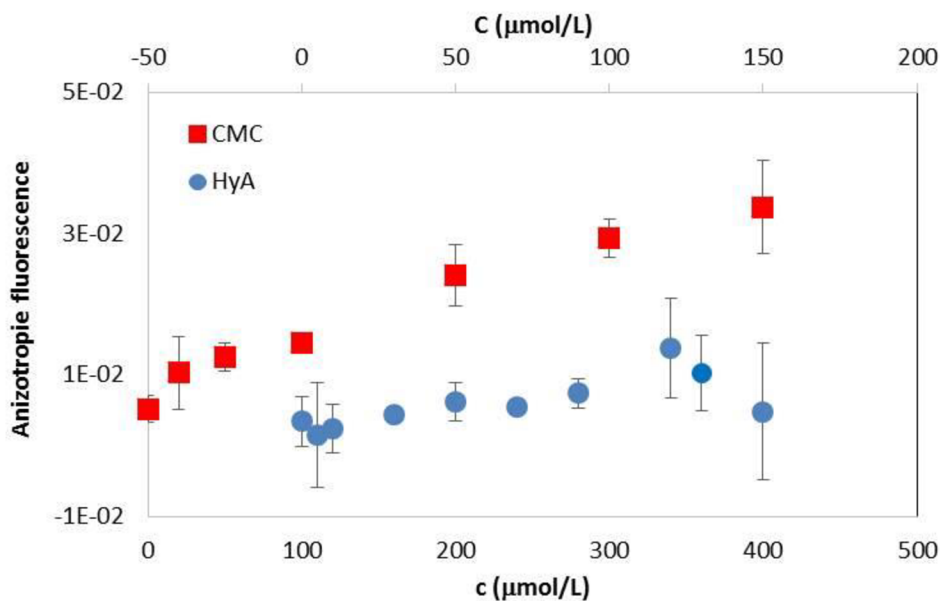 C (µmol/L)
-50 0 50 100 150 200
5E-02
CMC
HyA
3E-02
1E-02
-1E-02
Anizotropie fluorescence
0 100 200 300 400 500
c (µmol/L)